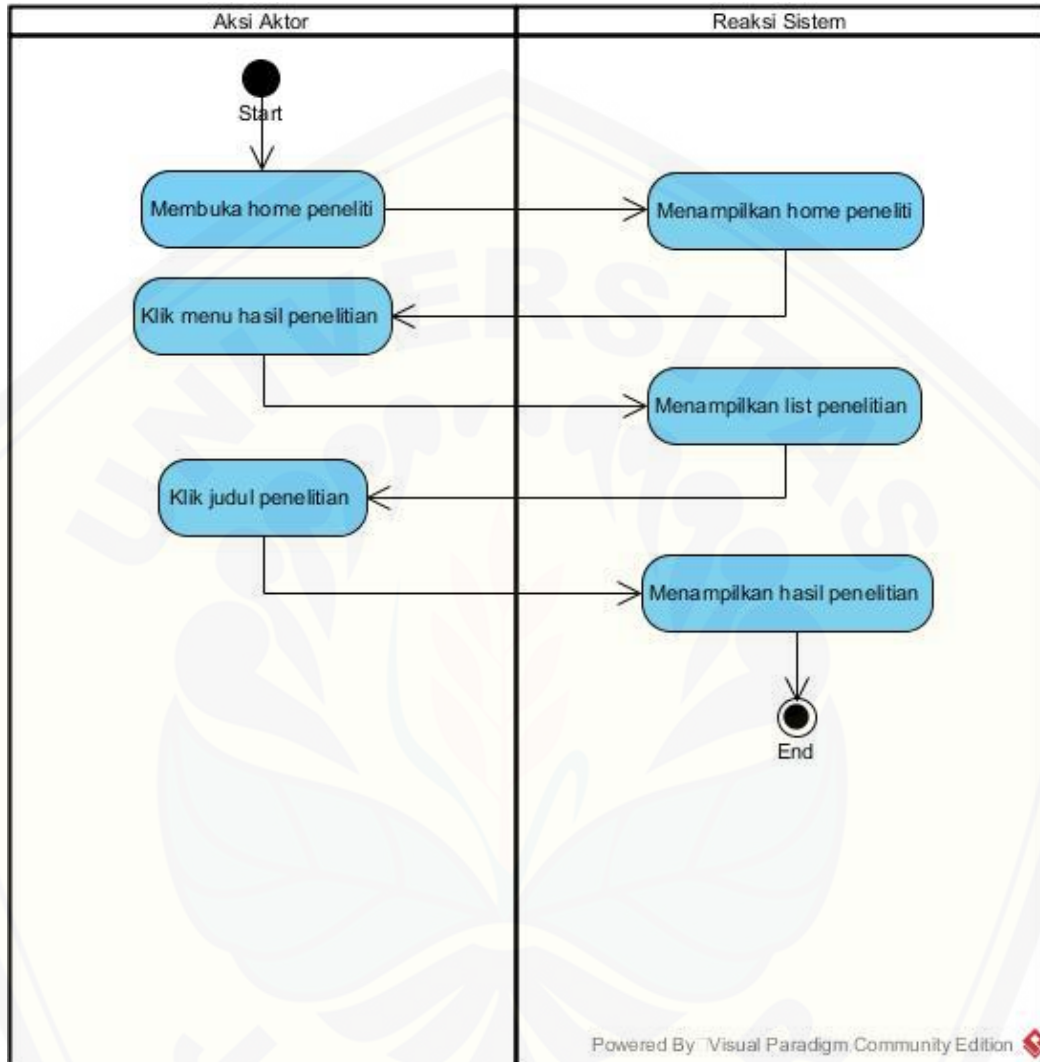 Aksi Aktor
Reaksi Sistem
Start
Membuka home peneliti
Menampilkan home peneliti
Klik menu hasil penelitian
Menampilkan list penelitian
Klik judul penelitian
Menampilkan hasil penelitian
End
UNIVERSITAS
Powered By Visual Paradigm Community Edition